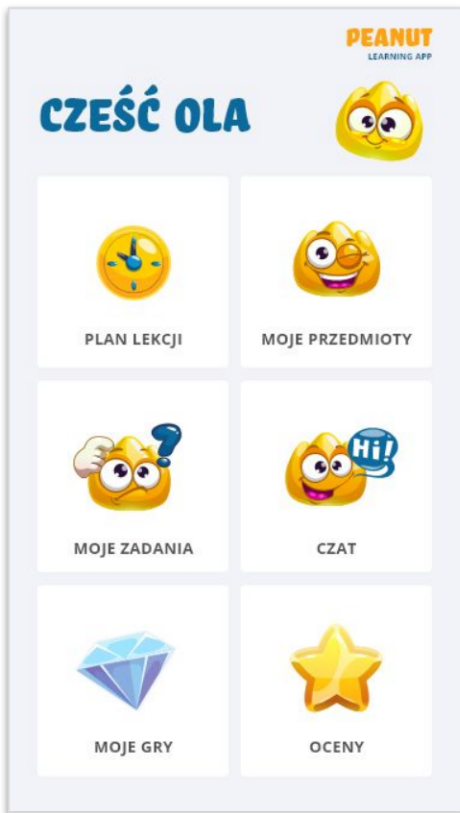 PEANUT
LEARNING APP
CZEŚĆ OLA
PLAN LEKCJI
MOJE PRZEDMIOTY
Hi!
MOJE ZADANIA
CZAT
MOJE GRY
OCENY